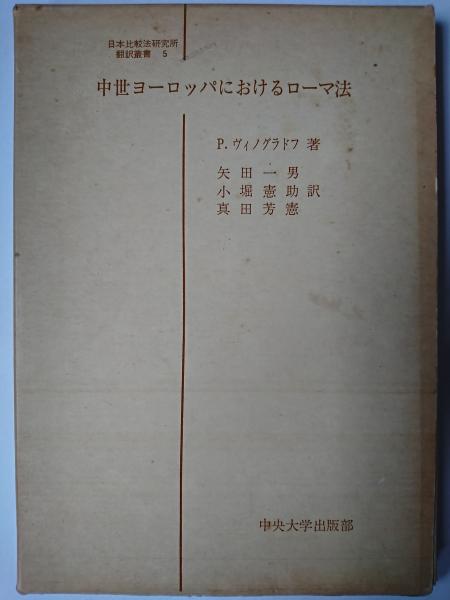 日本比較法研究所
翻訳叢書 5
中世ヨーロッパにおけるローマ法
P. ヴィノグラドフ 著
矢田一男
小堀憲助訳
真田芳憲
中央大学出版部